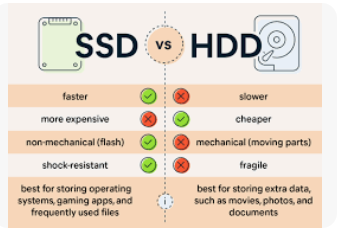 SSD vs HDD
faster slower
more expensive cheaper
non-mechanical (flash) mechanical (moving parts)
shock-resistant fragile
best for storing operating
systems, gaming apps, and
frequently used files
i
best for storing extra data,
such as movies, photos, and
documents